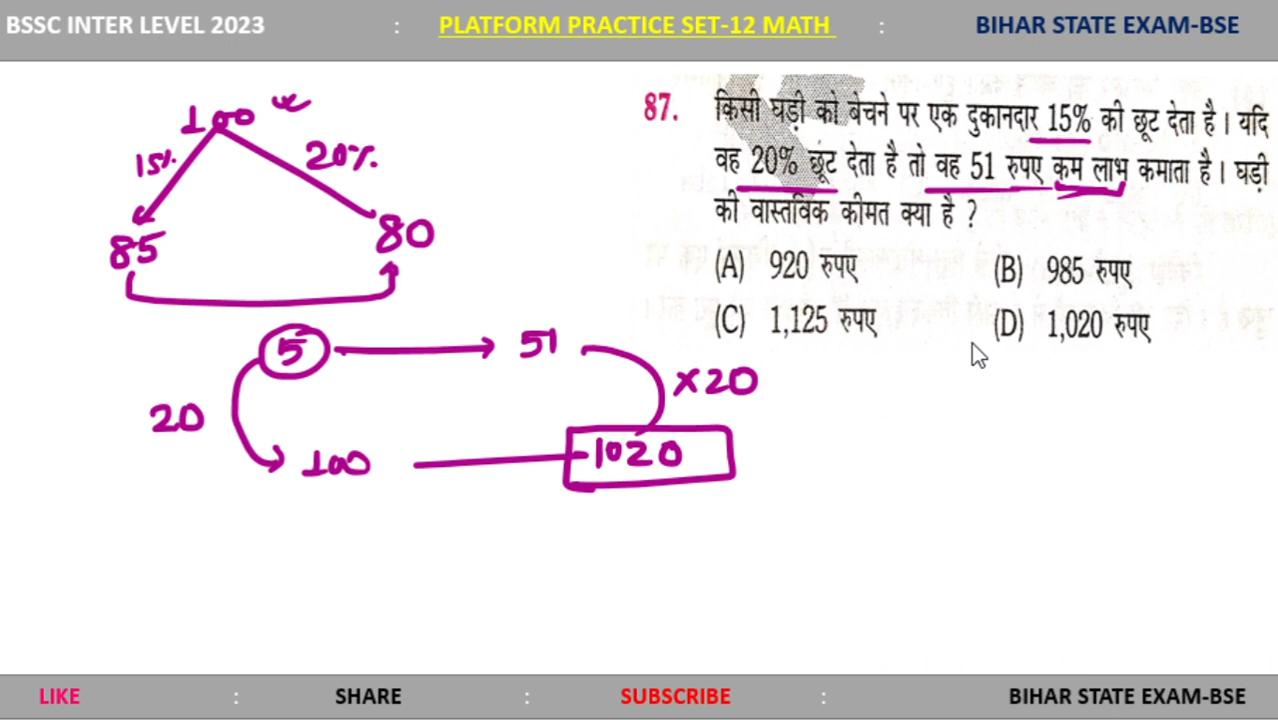 BSSC INTER LEVEL 2023 : PLATFORM PRACTICE SET-12 MATH : BIHAR STATE EXAM-BSE
87. किसी घड़ी को बेचने पर एक दुकानदार 15% की छूट देता है। यदि
वह 20% छूंट देता है तो वह 51 रुपए कम लाभ कमाता है। घड़ी
की वास्तविक कीमत क्या है ?
(A) 920 रुपए (B) 985 रुपए
(C) 1,125 रुपए (D) 1,020 रुपए
100
15% 20%
85 80
5 51
20 ×20
100 1020
LIKE : SHARE : SUBSCRIBE : BIHAR STATE EXAM-BSE